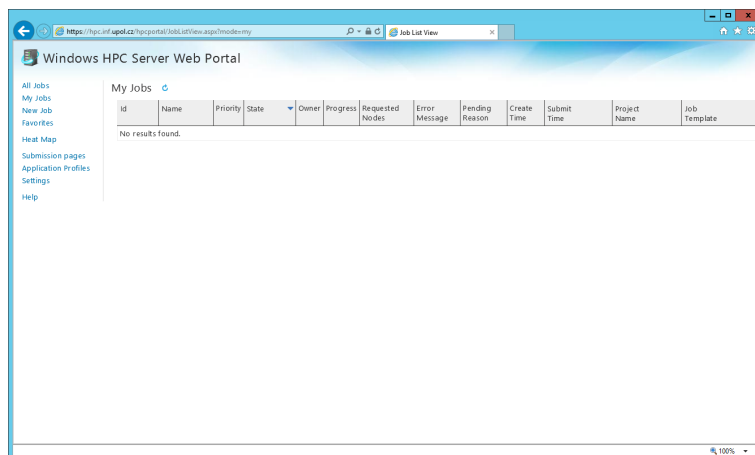 https://hpc.inf.upol.cz/hpcportal/JobListView.aspx?mode=my
Job List View
Windows HPC Server Web Portal
All Jobs
My Jobs
New Job
Favorites
Heat Map
Submission pages
Application Profiles
Settings
Help
My Jobs
Id Name Priority State Owner Progress Requested Nodes Error Message Pending Reason Create Time Submit Time Project Name Job Template
No results found.
100%